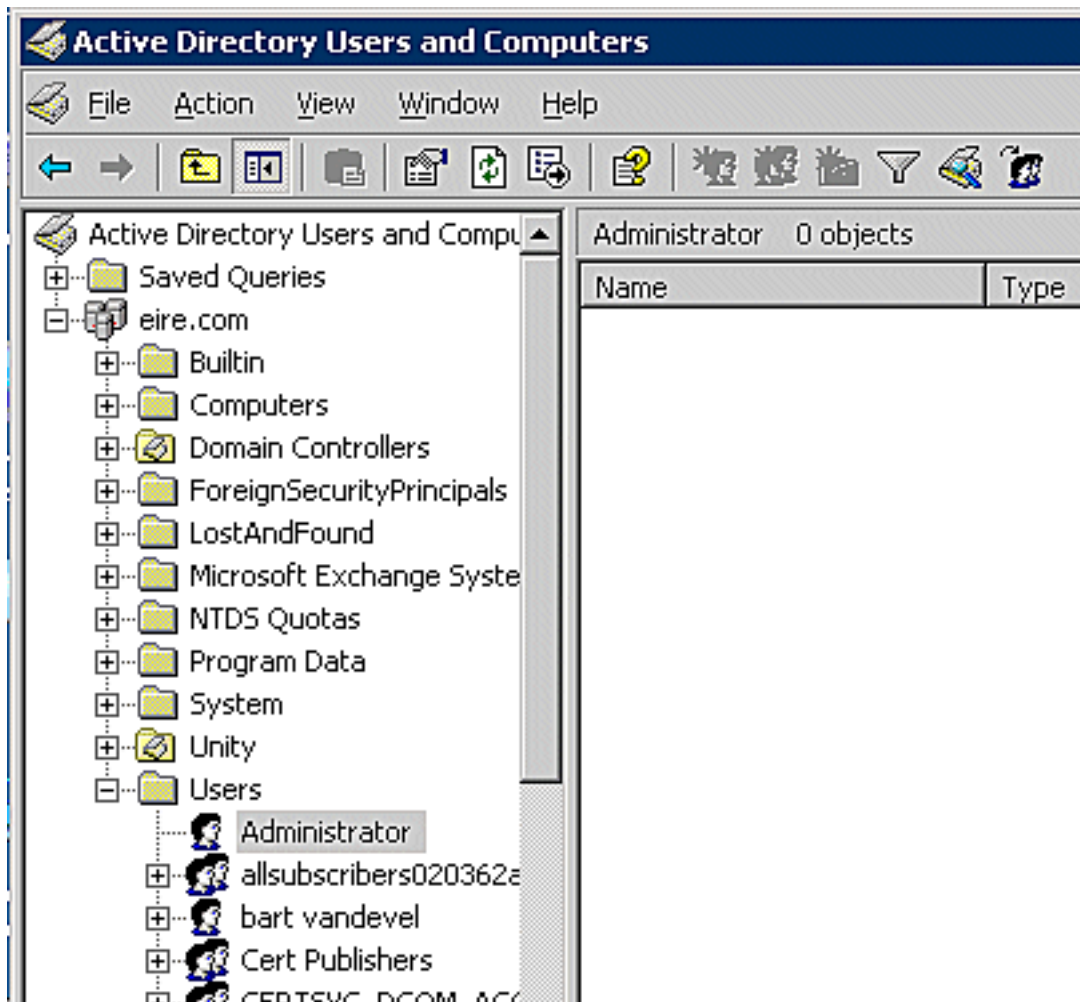 Active Directory Users and Computers
File Action View Window Help
Active Directory Users and Compu
Saved Queries
eire.com
Builtin
Computers
Domain Controllers
ForeignSecurityPrincipals
LostAndFound
Microsoft Exchange Syste
NTDS Quotas
Program Data
System
Unity
Users
Administrator
allsubscribers020362a
bart vandevel
Cert Publishers
CERTSVC_DCOM_ACC
Administrator 0 objects
Name Type